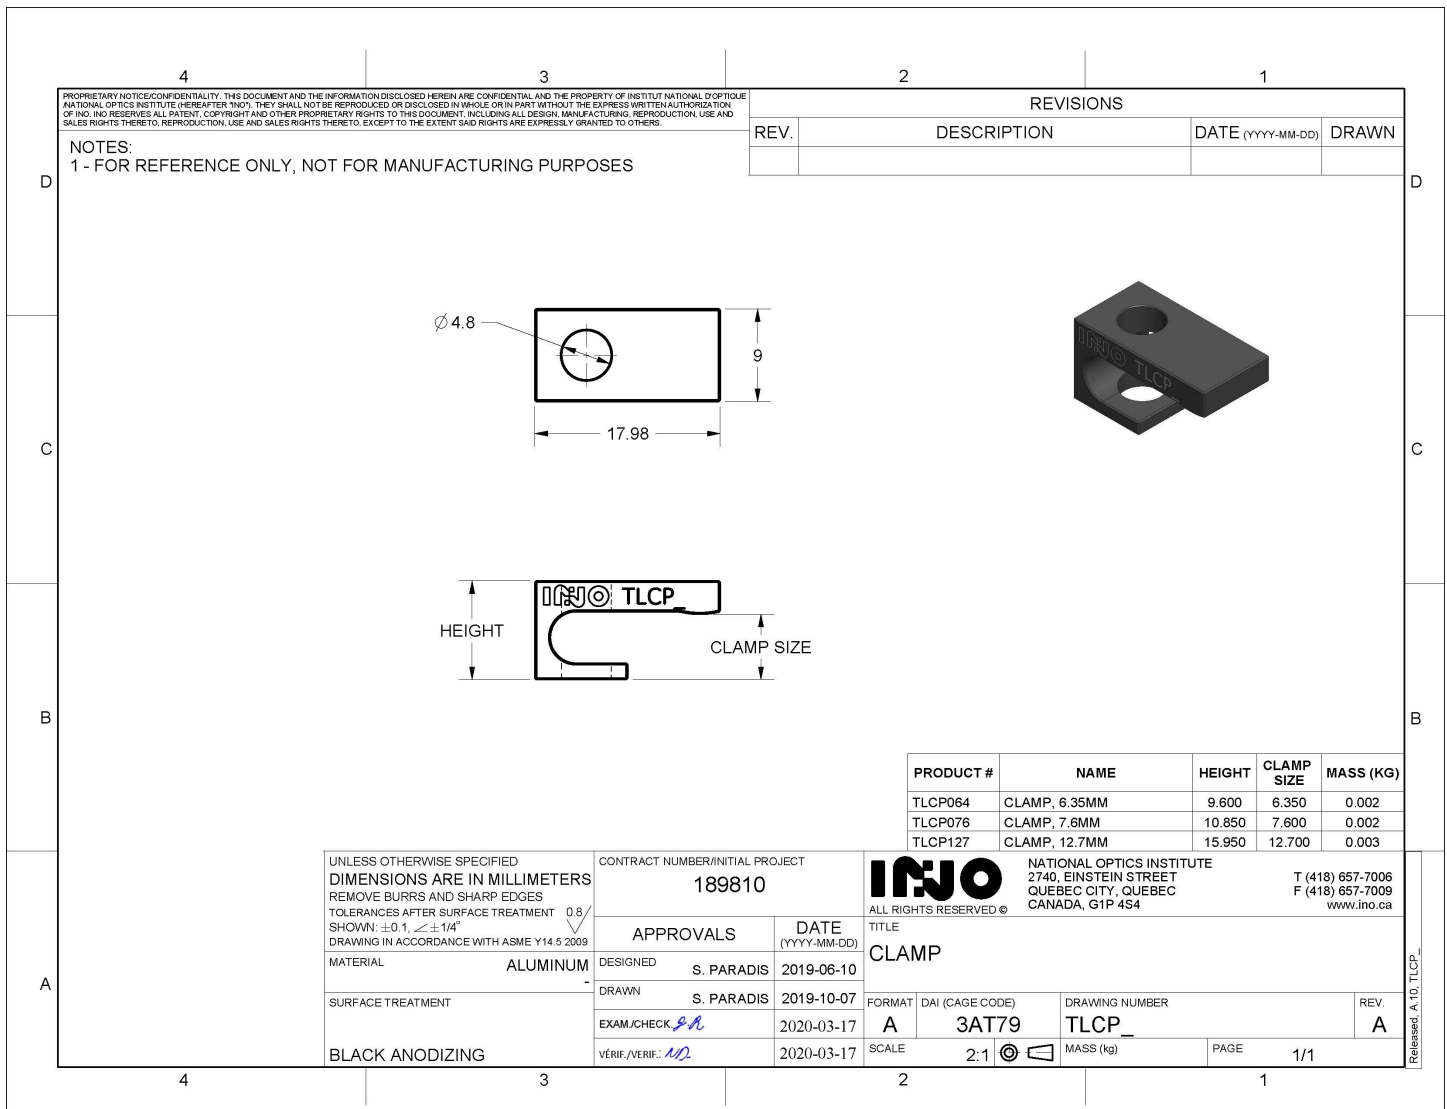 4 3 2 1
PROPRIETARY NOTICE/CONFIDENTIALITY. THIS DOCUMENT AND THE INFORMATION DISCLOSED HEREIN ARE CONFIDENTIAL AND THE PROPERTY OF INSTITUT NATIONAL D'OPTIQUE
/NATIONAL OPTICS INSTITUTE (HEREAFTER "INO"). THEY SHALL NOT BE REPRODUCED OR DISCLOSED IN WHOLE OR IN PART WITHOUT THE EXPRESS WRITTEN AUTHORIZATION
OF INO. INO RESERVES ALL PATENT, COPYRIGHT AND OTHER PROPRIETARY RIGHTS TO THIS DOCUMENT, INCLUDING ALL DESIGN, MANUFACTURING, REPRODUCTION, USE AND
SALES RIGHTS THERETO, REPRODUCTION, USE AND SALES RIGHTS THERETO, EXCEPT TO THE EXTENT SAID RIGHTS ARE EXPRESSLY GRANTED TO OTHERS.
NOTES:
1 - FOR REFERENCE ONLY, NOT FOR MANUFACTURING PURPOSES
REVISIONS
REV. DESCRIPTION DATE (YYYY-MM-DD) DRAWN
D D
∅ 4.8
9
17.98
INO TLCP_
C C
INO TLCP_
HEIGHT
CLAMP SIZE
B B
PRODUCT # NAME HEIGHT CLAMP SIZE MASS (KG)
TLCP064 CLAMP, 6.35MM 9.600 6.350 0.002
TLCP076 CLAMP, 7.6MM 10.850 7.600 0.002
TLCP127 CLAMP, 12.7MM 15.950 12.700 0.003
UNLESS OTHERWISE SPECIFIED
DIMENSIONS ARE IN MILLIMETERS
REMOVE BURRS AND SHARP EDGES
TOLERANCES AFTER SURFACE TREATMENT 0.8
SHOWN: ±0.1, ∠±1/4°
DRAWING IN ACCORDANCE WITH ASME Y14.5 2009
MATERIAL ALUMINUM
-
SURFACE TREATMENT
BLACK ANODIZING
CONTRACT NUMBER/INITIAL PROJECT
189810
APPROVALS DATE
(YYYY-MM-DD)
DESIGNED S. PARADIS 2019-06-10
DRAWN S. PARADIS 2019-10-07
EXAM./CHECK. J.R 2020-03-17
VÉRIF./VERIF.: N.D. 2020-03-17
INO
ALL RIGHTS RESERVED ©
NATIONAL OPTICS INSTITUTE
2740, EINSTEIN STREET T (418) 657-7006
QUEBEC CITY, QUEBEC F (418) 657-7009
CANADA, G1P 4S4 www.ino.ca
TITLE
CLAMP
FORMAT DAI (CAGE CODE) DRAWING NUMBER REV.
A 3AT79 TLCP_ A
SCALE 2:1 MASS (kg) PAGE 1/1
A
Released, A.10, TLCP_
4 3 2 1